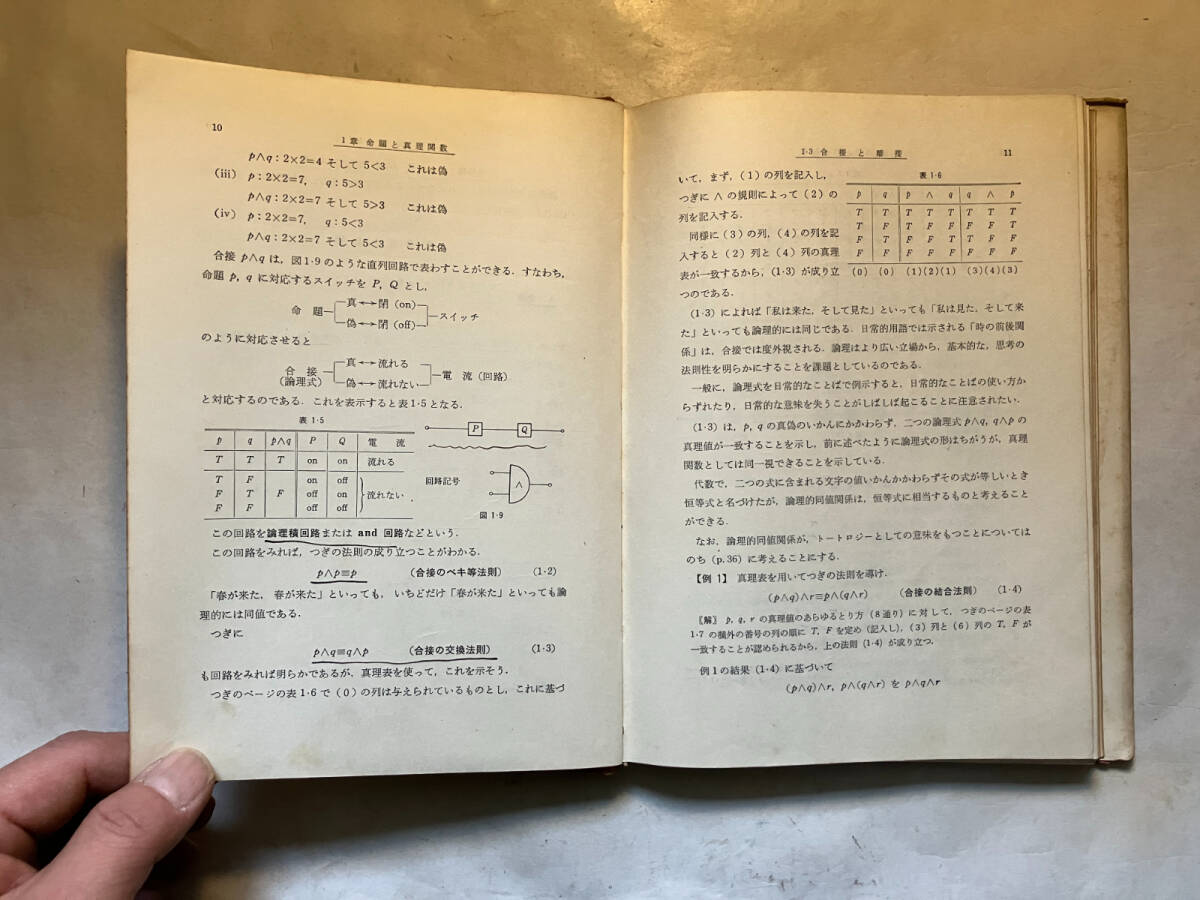 10
1章 命題と真理関数
p∧q：2×2=4 そして 5<3　これは偽
(iii) p：2×2=7,　q：5>3
p∧q：2×2=7 そして 5>3　これは偽
(iv) p：2×2=7,　q：5<3
p∧q：2×2=7 そして 5<3　これは偽
合接 p∧q は，図1·9のような直列回路で表わすことができる．すなわち，
命題 p, q に対応するスイッチを P, Q とし，
命 題 真←→閉 (on) スイッチ
偽←→閉 (off)
のように対応させると
合 接 真←→流れる 電 流 (回路)
(論理式) 偽←→流れない
と対応するのである．これを表示すると表1·5となる．
表 1·5
p q p∧q P Q 電 流
T T T on on 流れる
T F on off
F T F off on 流れない
F F off off
P Q
回路記号 ∧
図 1·9
この回路を論理積回路または and 回路などという．
この回路をみれば，つぎの法則の成り立つことがわかる．
p∧p≡p　(合接のベキ等法則)　(1·2)
「春が来た，春が来た」といっても，いちどだけ「春が来た」といっても論
理的には同値である．
つぎに
p∧q≡q∧p　(合接の交換法則)　(1·3)
も回路をみれば明らかであるが，真理表を使って，これを示そう．
つぎのページの表1·6で (0) の列は与えられているものとし，これに基づ
1·3 合 接 と 離 接
11
いて，まず，(1) の列を記入し，
つぎに ∧ の規則によって (2) の
列を記入する．
同様に (3) の列，(4) の列を記
入すると (2) 列と (4) 列の真理
表が一致するから，(1·3) が成り立
つのである．
表 1·6
p q p ∧ q q ∧ p
T T T T T T T T
T F T F F F F T
F T F F T T F F
F F F F F F F F
(0) (0) (1)(2)(1) (3)(4)(3)
(1·3) によれば「私は来た，そして見た」といっても「私は見た，そして来
た」といっても論理的には同じである．日常的用語では示される「時の前後関
係」は，合接では度外視される．論理はより広い立場から，基本的な，思考の
法則性を明らかにすることを課題としているのである．
一般に，論理式を日常的なことばで例示すると，日常的なことばの使い方か
らずれたり，日常的な意味を失うことがしばしば起こることに注意されたい．
(1·3) は，p, q の真偽のいかんにかかわらず，二つの論理式 p∧q, q∧p の
真理値が一致することを示し，前に述べたように論理式の形はちがうが，真理
関数としては同一視できることを示している．
代数で，二つの式に含まれる文字の値いかんかかわらずその式が等しいとき
恒等式と名づけたが，論理的同値関係は，恒等式に相当するものと考えること
ができる．
なお，論理的同値関係が，トートロジーとしての意味をもつことについては
のち (p.36) に考えることにする．
【例 1】 真理表を用いてつぎの法則を導け．
(p∧q)∧r≡p∧(q∧r)　(合接の結合法則)　(1·4)
【解】 p, q, r の真理値のあらゆるとり方 (8通り) に対して，つぎのページの表
1·7 の欄外の番号の列の順に T, F を定め (記入し)，(3) 列と (6) 列の T, F が
一致することが認められるから，上の法則 (1·4) が成り立つ．
例1の結果 (1·4) に基づいて
(p∧q)∧r, p∧(q∧r) を p∧q∧r